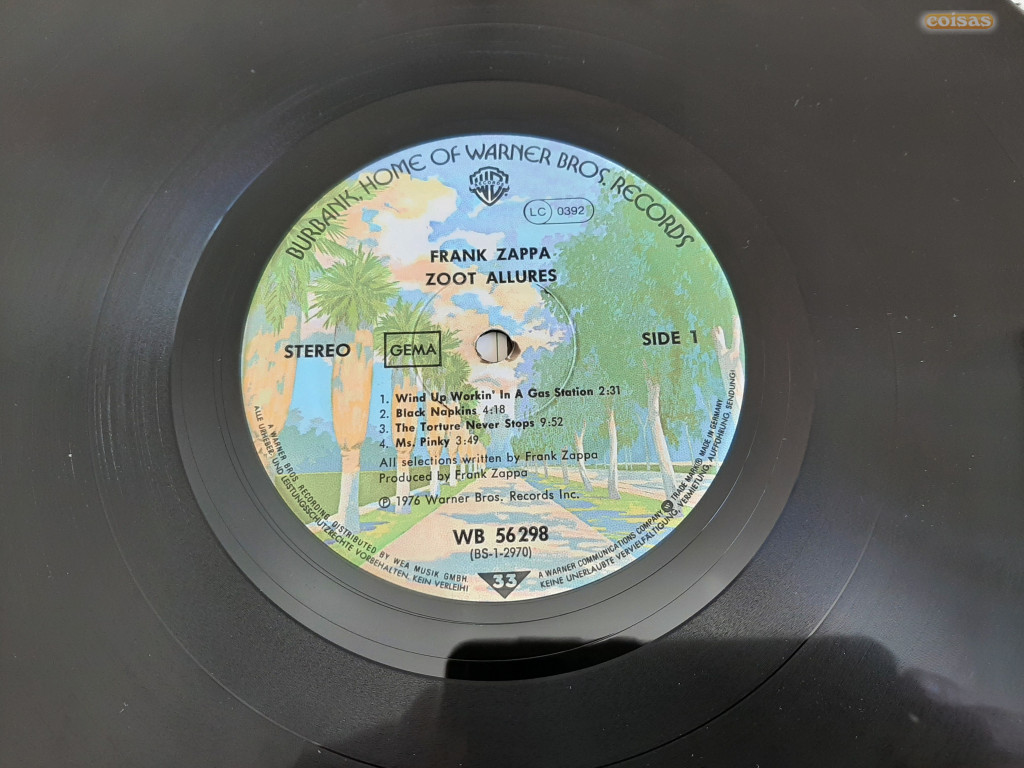 coisas
BURBANK, HOME OF WARNER BROS. RECORDS
LC 0392
FRANK ZAPPA
ZOOT ALLURES
STEREO
GEMA
SIDE 1
1. Wind Up Workin' In A Gas Station 2:31
2. Black Napkins 4:18
3. The Torture Never Stops 9:52
4. Ms. Pinky 3:49
All selections written by Frank Zappa
Produced by Frank Zappa
℗ 1976 Warner Bros. Records Inc.
WB 56 298
(BS-1-2970)
33
A WARNER BROS. RECORDING DISTRIBUTED BY WEA MUSIK GMBH. A WARNER COMMUNICATIONS COMPANY TRADE MARK® MADE IN GERMANY
ALLE URHEBER- UND LEISTUNGSSCHUTZRECHTE VORBEHALTEN. KEIN VERLEIH! KEINE UNERLAUBTE VERVIELFÄLTIGUNG, VERMIETUNG, AUFFÜHRUNG, SENDUNG!